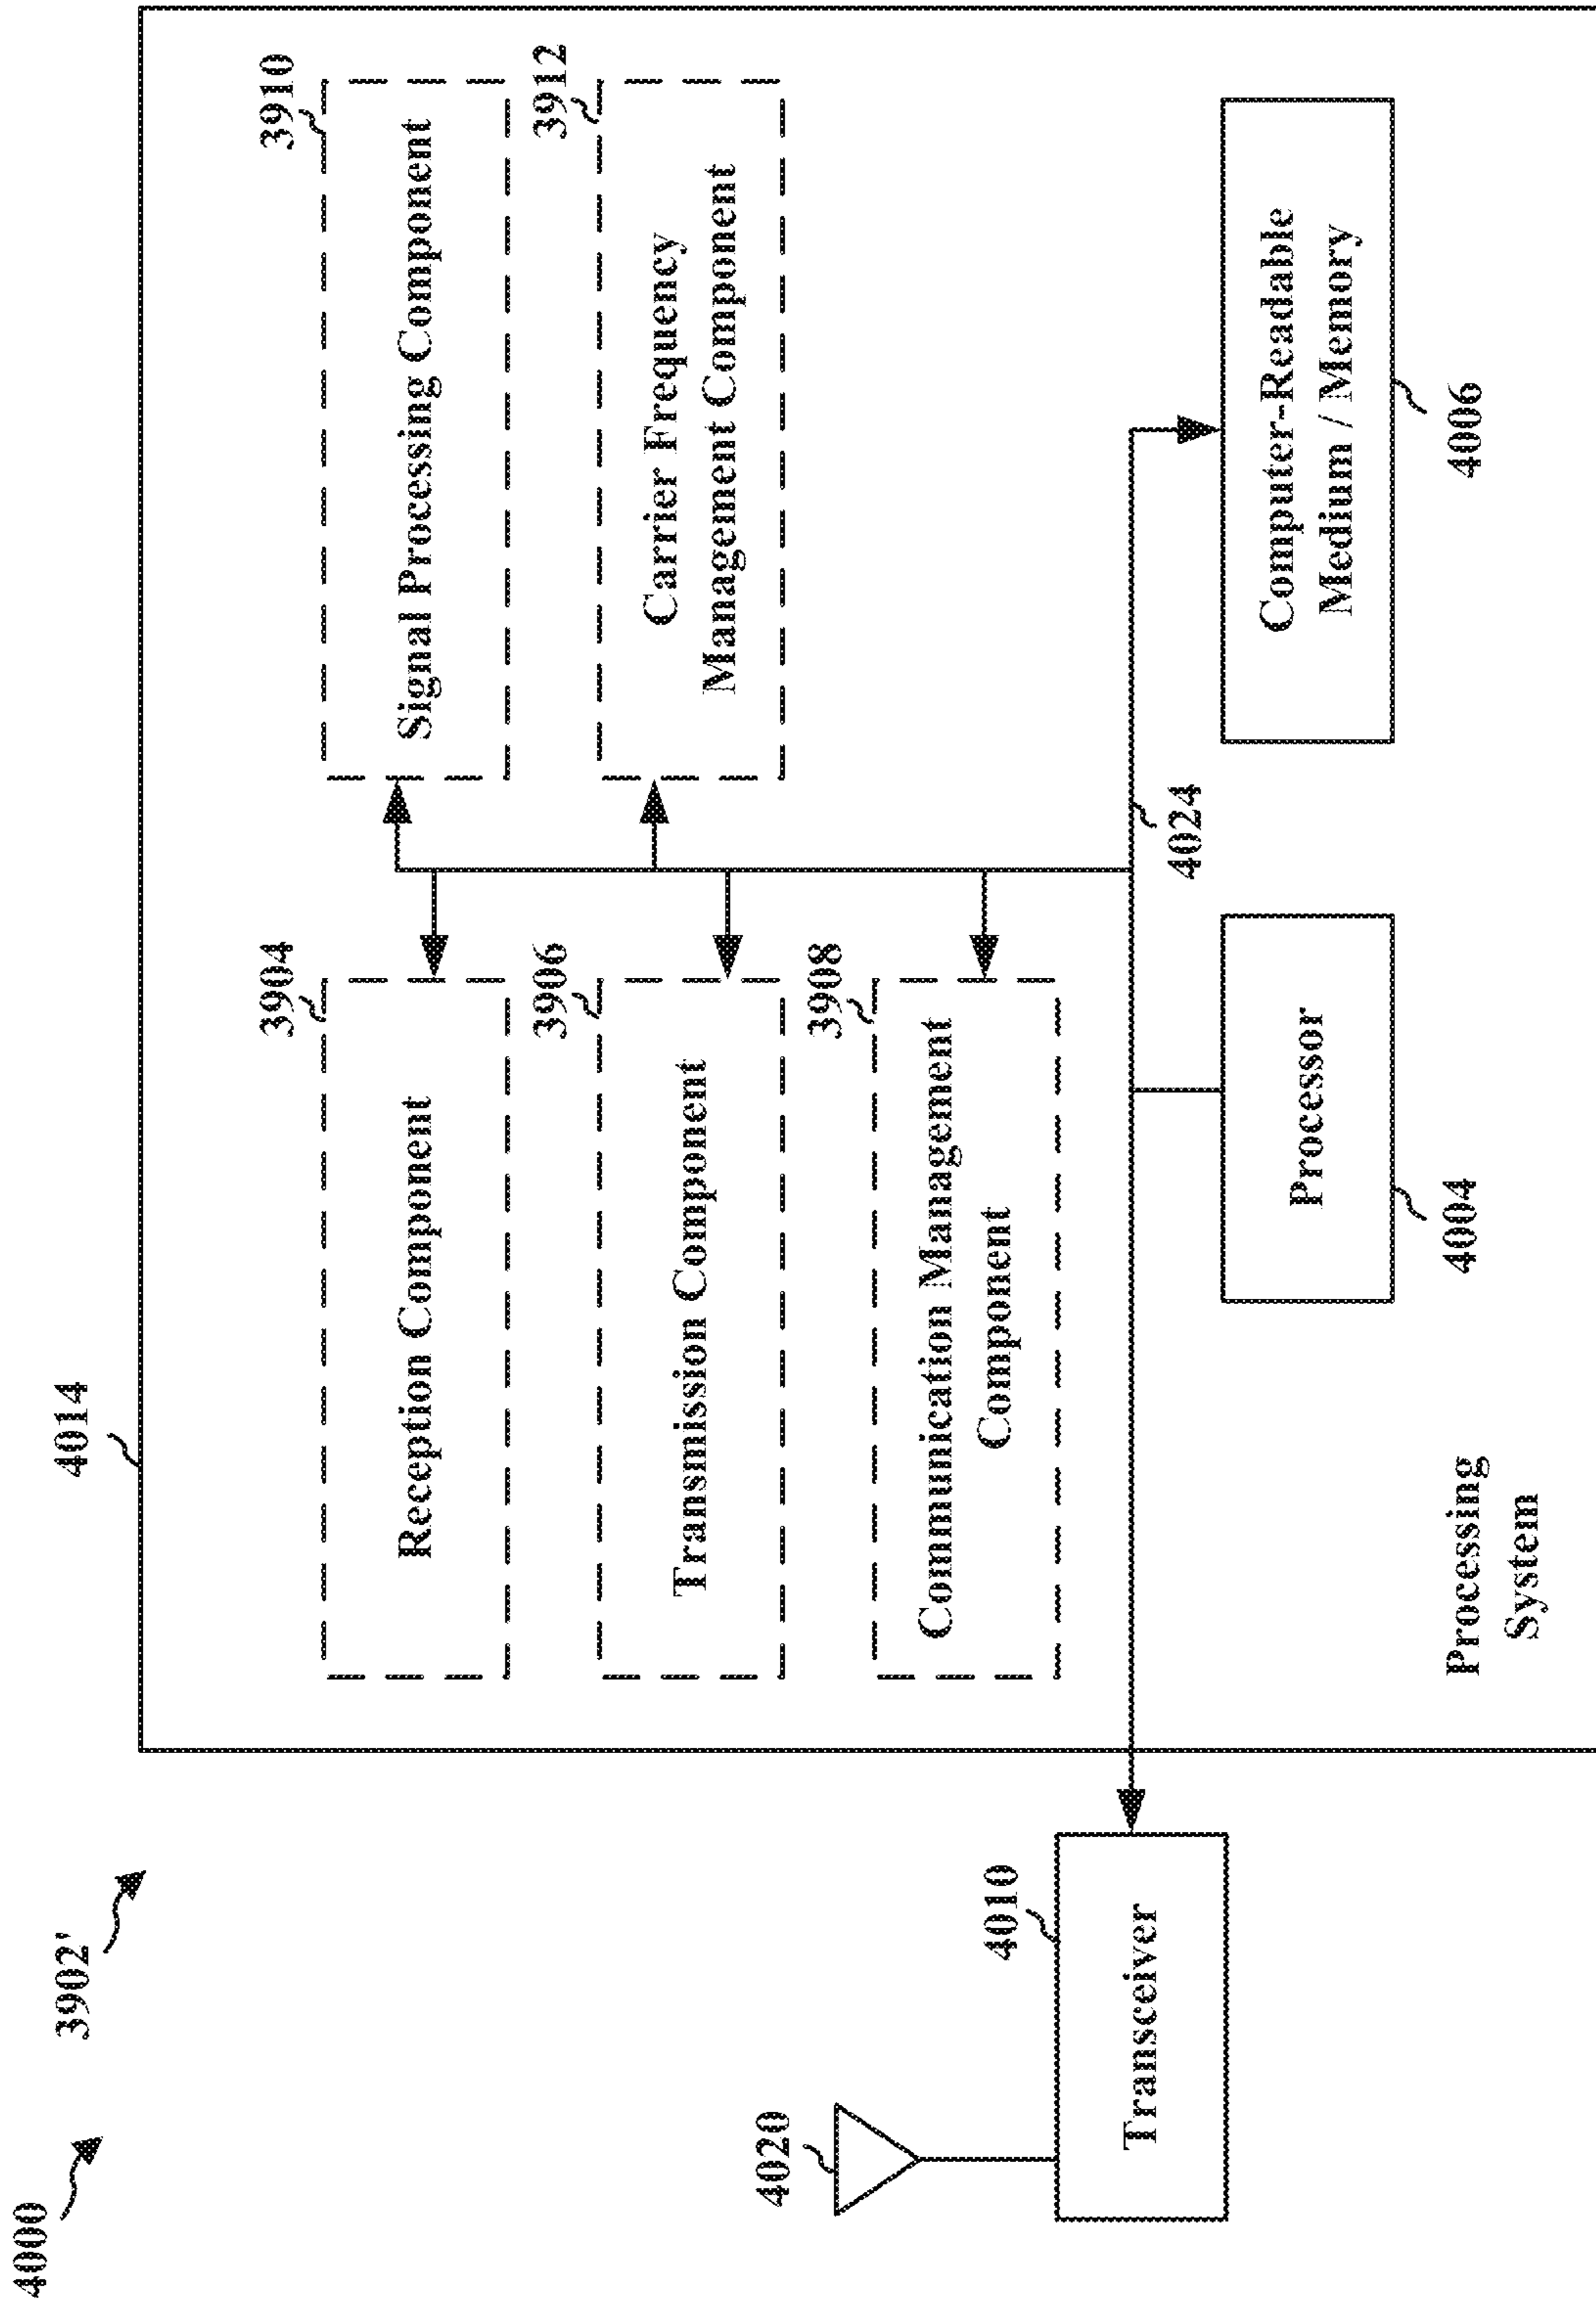 4000
3902'
4014
3904
Reception Component
3910
Signal Processing Component
3906
Transmission Component
3912
Carrier Frequency
Management Component
3908
Communication Management
Component
4020
4010
Transceiver
4024
Processor
4004
Computer-Readable
Medium / Memory
4006
Processing
System